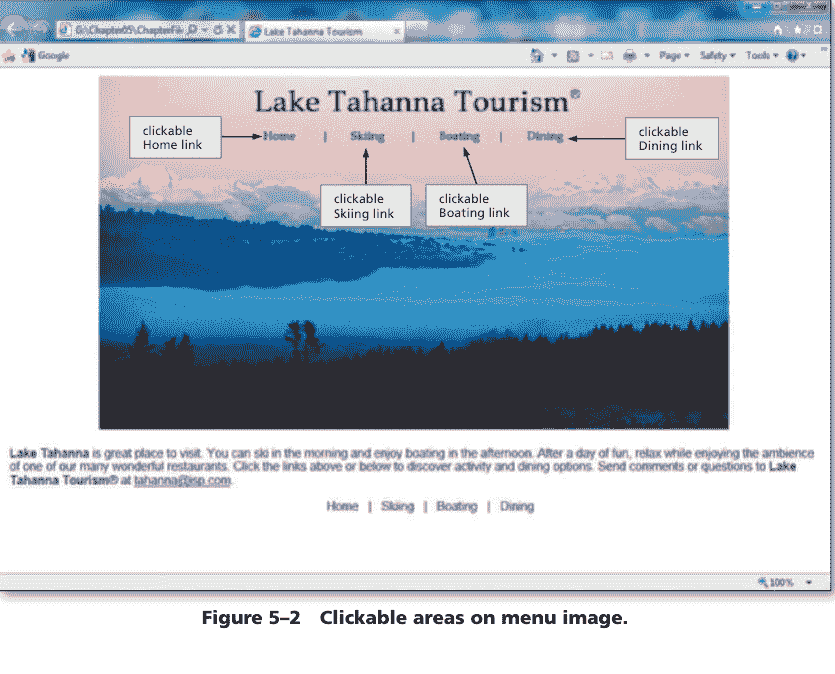 G:\Chapter05\ChapterFile
Lake Tahanna Tourism
Google
Page
Safety
Tools
Lake Tahanna Tourism®
clickable
Home link
Home | Skiing | Boating | Dining
clickable
Dining link
clickable
Skiing link
clickable
Boating link
Lake Tahanna is great place to visit. You can ski in the morning and enjoy boating in the afternoon. After a day of fun, relax while enjoying the ambience
of one of our many wonderful restaurants. Click the links above or below to discover activity and dining options. Send comments or questions to Lake
Tahanna Tourism® at tahanna@isp.com.
Home | Skiing | Boating | Dining
100%
Figure 5–2 Clickable areas on menu image.